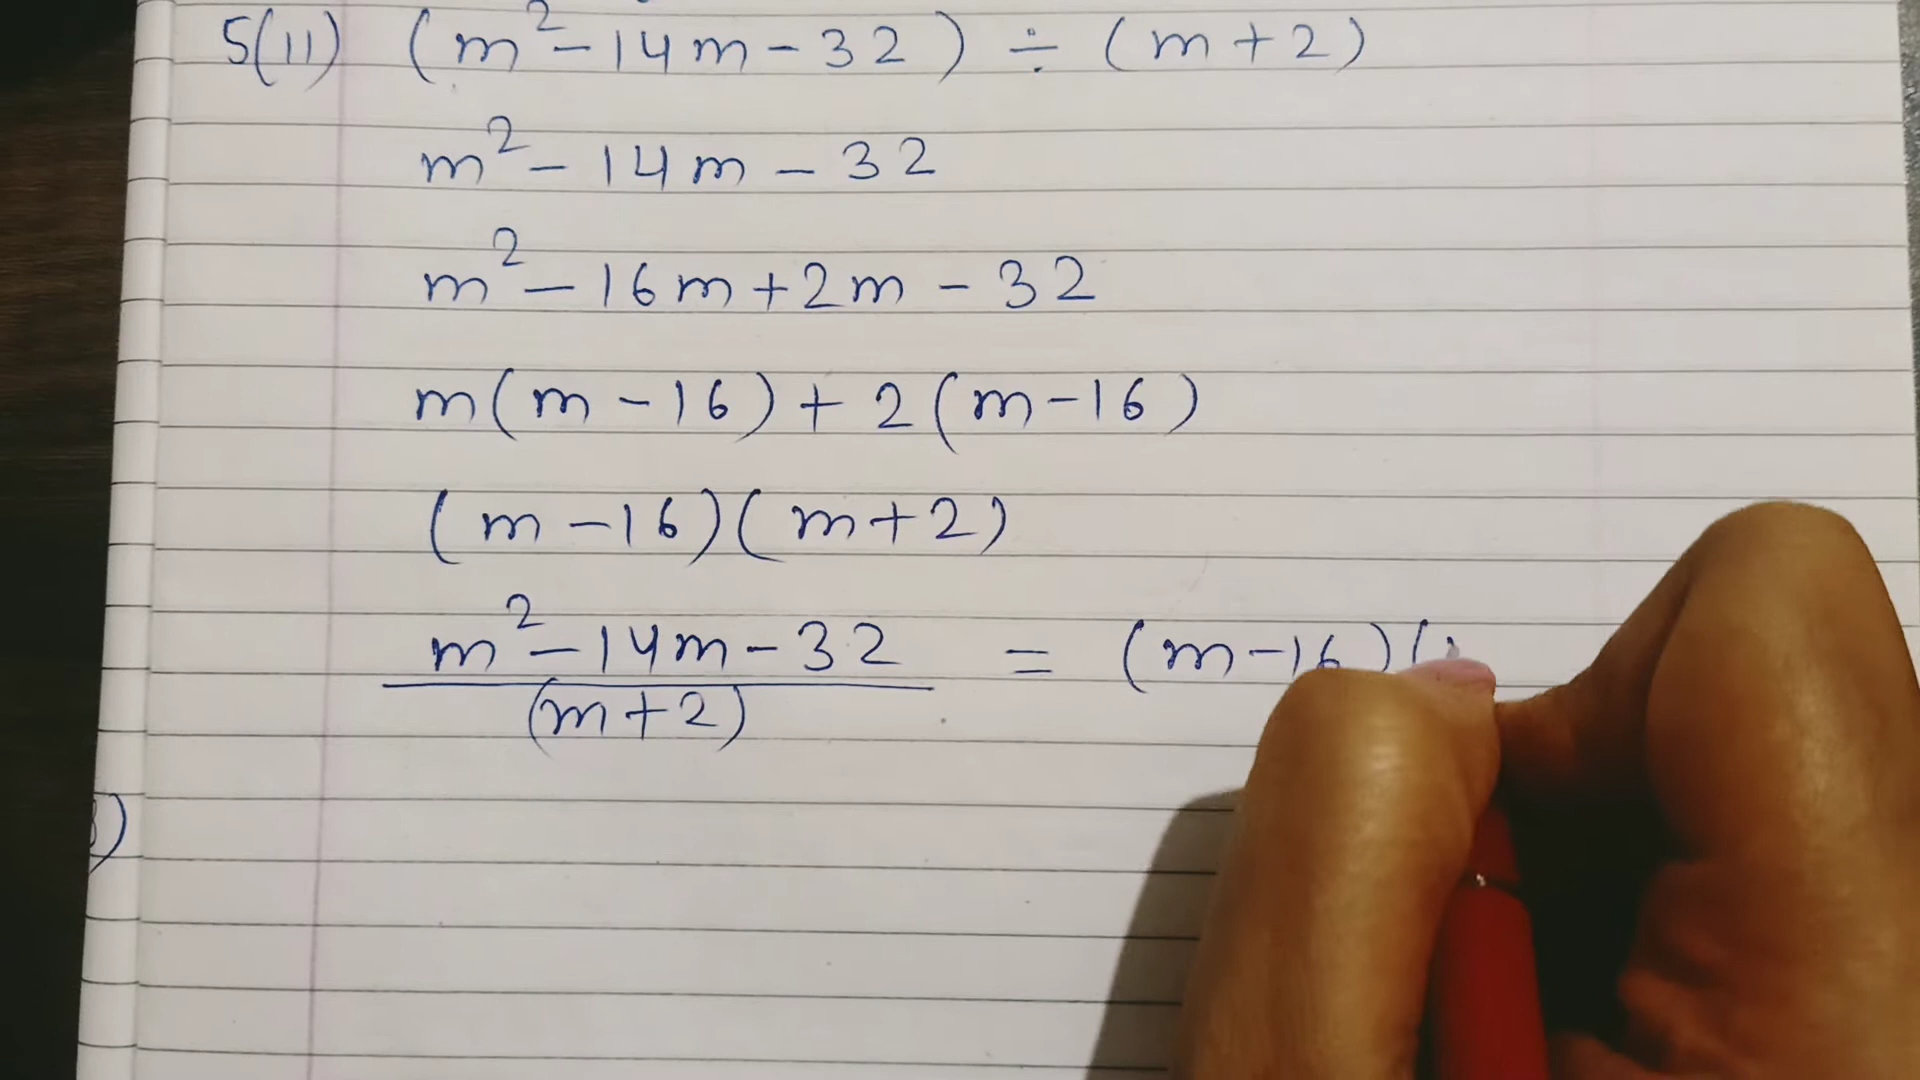 5(11) (m² - 14m - 32) ÷ (m + 2)
m² - 14m - 32
m² - 16m + 2m - 32
m(m - 16) + 2(m - 16)
(m - 16)(m + 2)
m² - 14m - 32 = (m - 16)(
(m + 2)
)